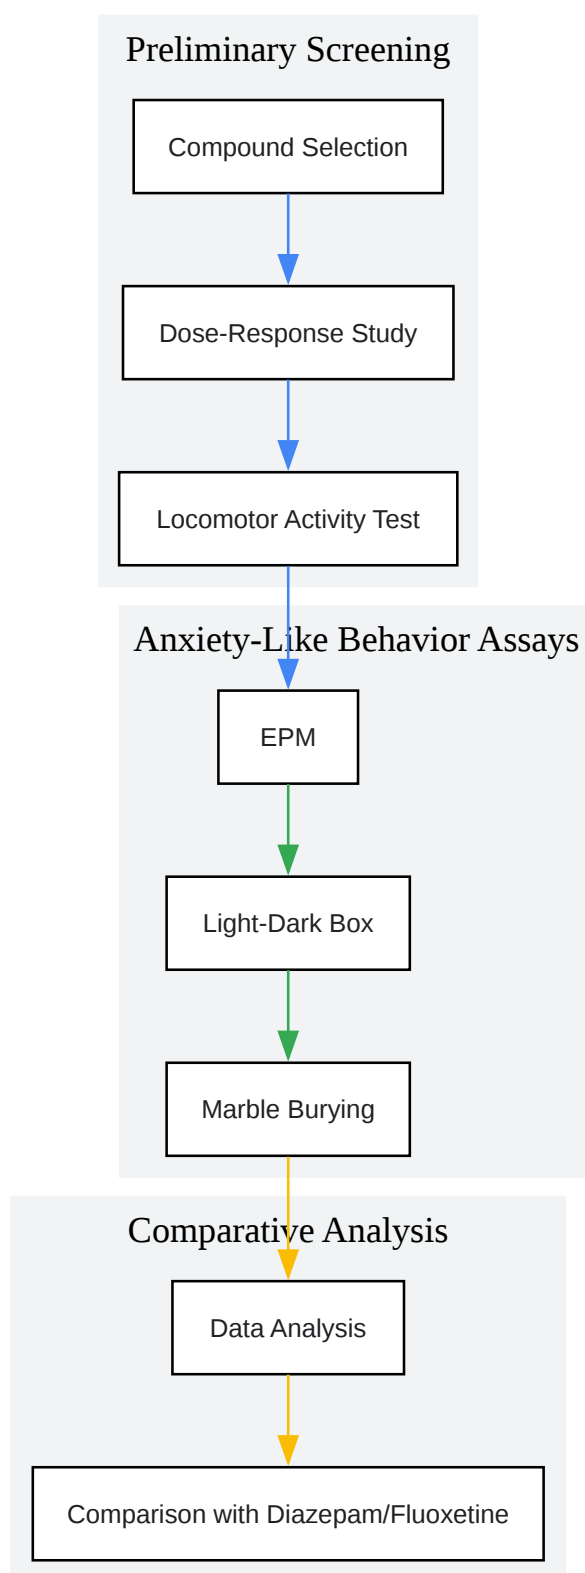 Preliminary Screening
Compound Selection
Dose-Response Study
Locomotor Activity Test
Anxiety-Like Behavior Assays
EPM
Light-Dark Box
Marble Burying
Comparative Analysis
Data Analysis
Comparison with Diazepam/Fluoxetine